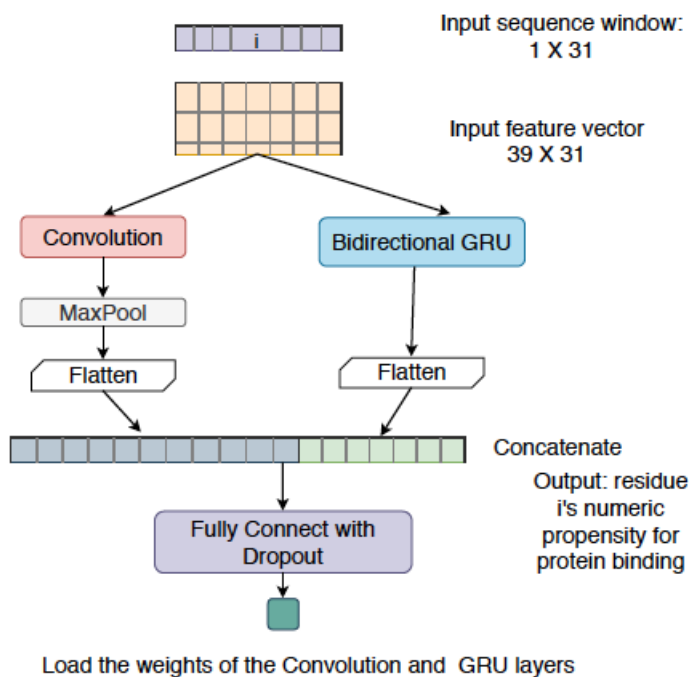 Input sequence window:
1 X 31
i
Input feature vector
39 X 31
Convolution
Bidirectional GRU
MaxPool
Flatten
Flatten
Concatenate
Output: residue
i's numeric
propensity for
protein binding
Fully Connect with
Dropout
Load the weights of the Convolution and GRU layers